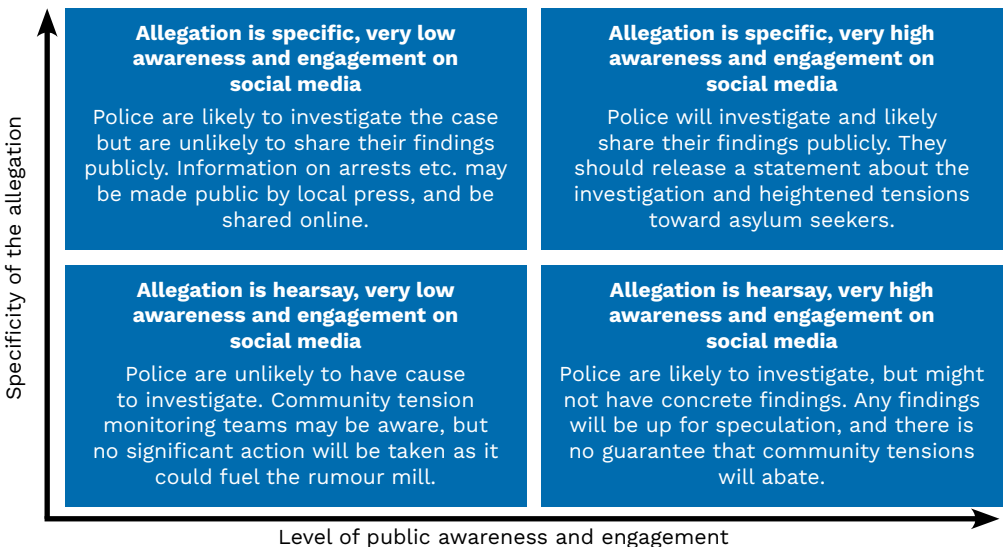 Specificity of the allegation
Allegation is specific, very low
awareness and engagement on
social media
Police are likely to investigate the case
but are unlikely to share their findings
publicly. Information on arrests etc. may
be made public by local press, and be
shared online.
Allegation is specific, very high
awareness and engagement on
social media
Police will investigate and likely
share their findings publicly. They
should release a statement about the
investigation and heightened tensions
toward asylum seekers.
Allegation is hearsay, very low
awareness and engagement on
social media
Police are unlikely to have cause
to investigate. Community tension
monitoring teams may be aware, but
no significant action will be taken as it
could fuel the rumour mill.
Allegation is hearsay, very high
awareness and engagement on
social media
Police are likely to investigate, but might
not have concrete findings. Any findings
will be up for speculation, and there is
no guarantee that community tensions
will abate.
Level of public awareness and engagement